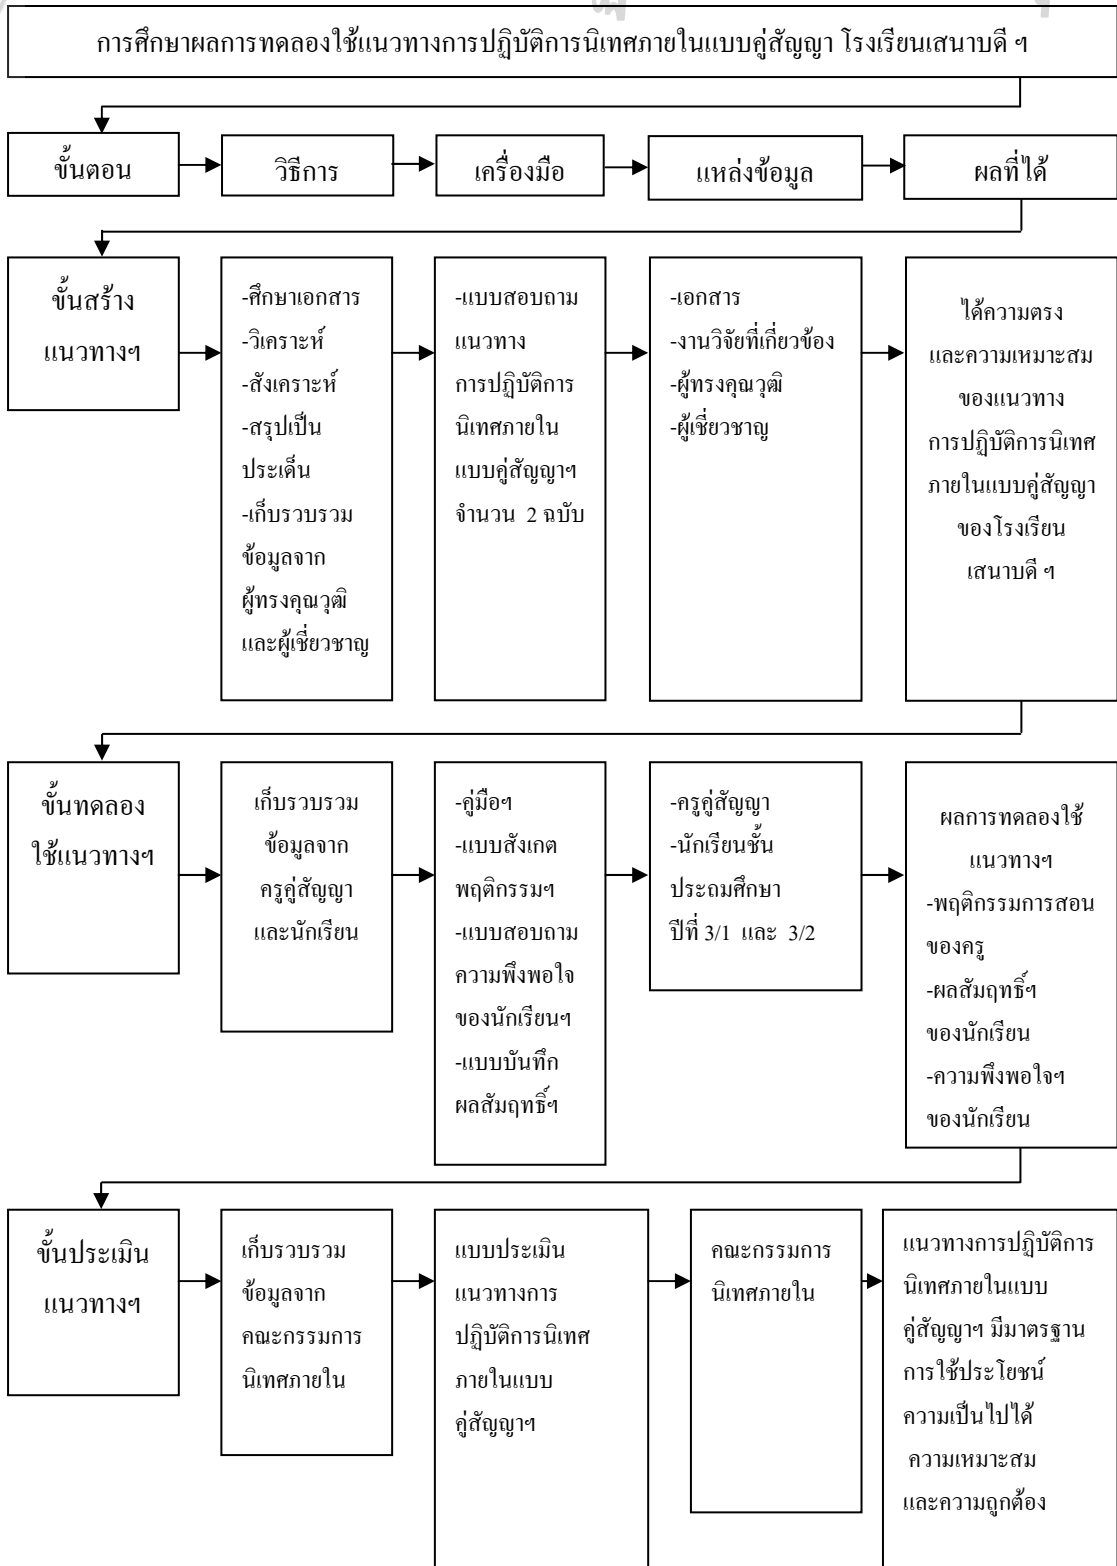 การศึกษาผลการทดลองใช้แนวทางการปฏิบัติการนิเทศภายในแบบคู่สัญญา โรงเรียนเสนาบดี ฯ
ขั้นตอน
วิธีการ
เครื่องมือ
แหล่งข้อมูล
ผลที่ได้
ขั้นสร้าง
แนวทางฯ
-ศึกษาเอกสาร
-วิเคราะห์
-สังเคราะห์
-สรุปเป็น
ประเด็น
-เก็บรวบรวม
ข้อมูลจาก
ผู้ทรงคุณวุฒิ
และผู้เชี่ยวชาญ
-แบบสอบถาม
แนวทาง
การปฏิบัติการ
นิเทศภายใน
แบบคู่สัญญาฯ
จำนวน 2 ฉบับ
-เอกสาร
-งานวิจัยที่เกี่ยวข้อง
-ผู้ทรงคุณวุฒิ
-ผู้เชี่ยวชาญ
ได้ความตรง
และความเหมาะสม
ของแนวทาง
การปฏิบัติการนิเทศ
ภายในแบบคู่สัญญา
ของโรงเรียน
เสนาบดี ฯ
ขั้นทดลอง
ใช้แนวทางฯ
เก็บรวบรวม
ข้อมูลจาก
ครูคู่สัญญา
และนักเรียน
-คู่มือฯ
-แบบสังเกต
พฤติกรรมฯ
-แบบสอบถาม
ความพึงพอใจ
ของนักเรียนฯ
-แบบบันทึก
ผลสัมฤทธิ์ฯ
-ครูคู่สัญญา
-นักเรียนชั้น
ประถมศึกษา
ปีที่ 3/1 และ 3/2
ผลการทดลองใช้
แนวทางฯ
-พฤติกรรมการสอน
ของครู
-ผลสัมฤทธิ์ฯ
ของนักเรียน
-ความพึงพอใจฯ
ของนักเรียน
ขั้นประเมิน
แนวทางฯ
เก็บรวบรวม
ข้อมูลจาก
คณะกรรมการ
นิเทศภายใน
แบบประเมิน
แนวทางการ
ปฏิบัติการนิเทศ
ภายในแบบ
คู่สัญญาฯ
คณะกรรมการ
นิเทศภายใน
แนวทางการปฏิบัติการ
นิเทศภายในแบบ
คู่สัญญาฯ มีมาตรฐาน
การใช้ประโยชน์
ความเป็นไปได้
ความเหมาะสม
และความถูกต้อง